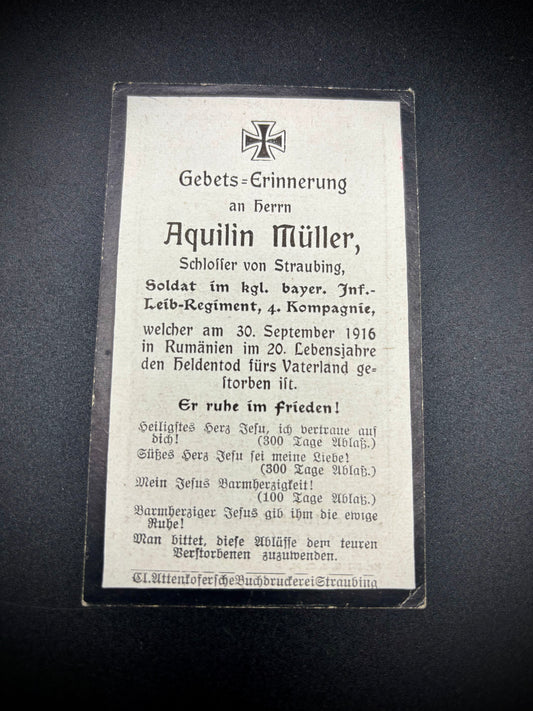 Gebets=Erinnerung
an Herrn
Aquilin Müller,
Schlosser von Straubing,
Soldat im kgl. bayer. Inf.-
Leib-Regiment, 4. Kompagnie,
welcher am 30. September 1916
in Rumänien im 20. Lebensjahre
den Heldentod fürs Vaterland ge=
storben ist.
Er ruhe im Frieden!
Heiligstes Herz Jesu, ich vertraue auf
dich! (300 Tage Ablaß.)
Süßes Herz Jesu sei meine Liebe!
(300 Tage Ablaß.)
Mein Jesus Barmherzigkeit!
(100 Tage Ablaß.)
Barmherziger Jesus gib ihm die ewige
Ruhe!
Man bittet, diese Ablässe dem teuren
Verstorbenen zuzuwenden.
Cl. Attenkofersche Buchdruckerei Straubing